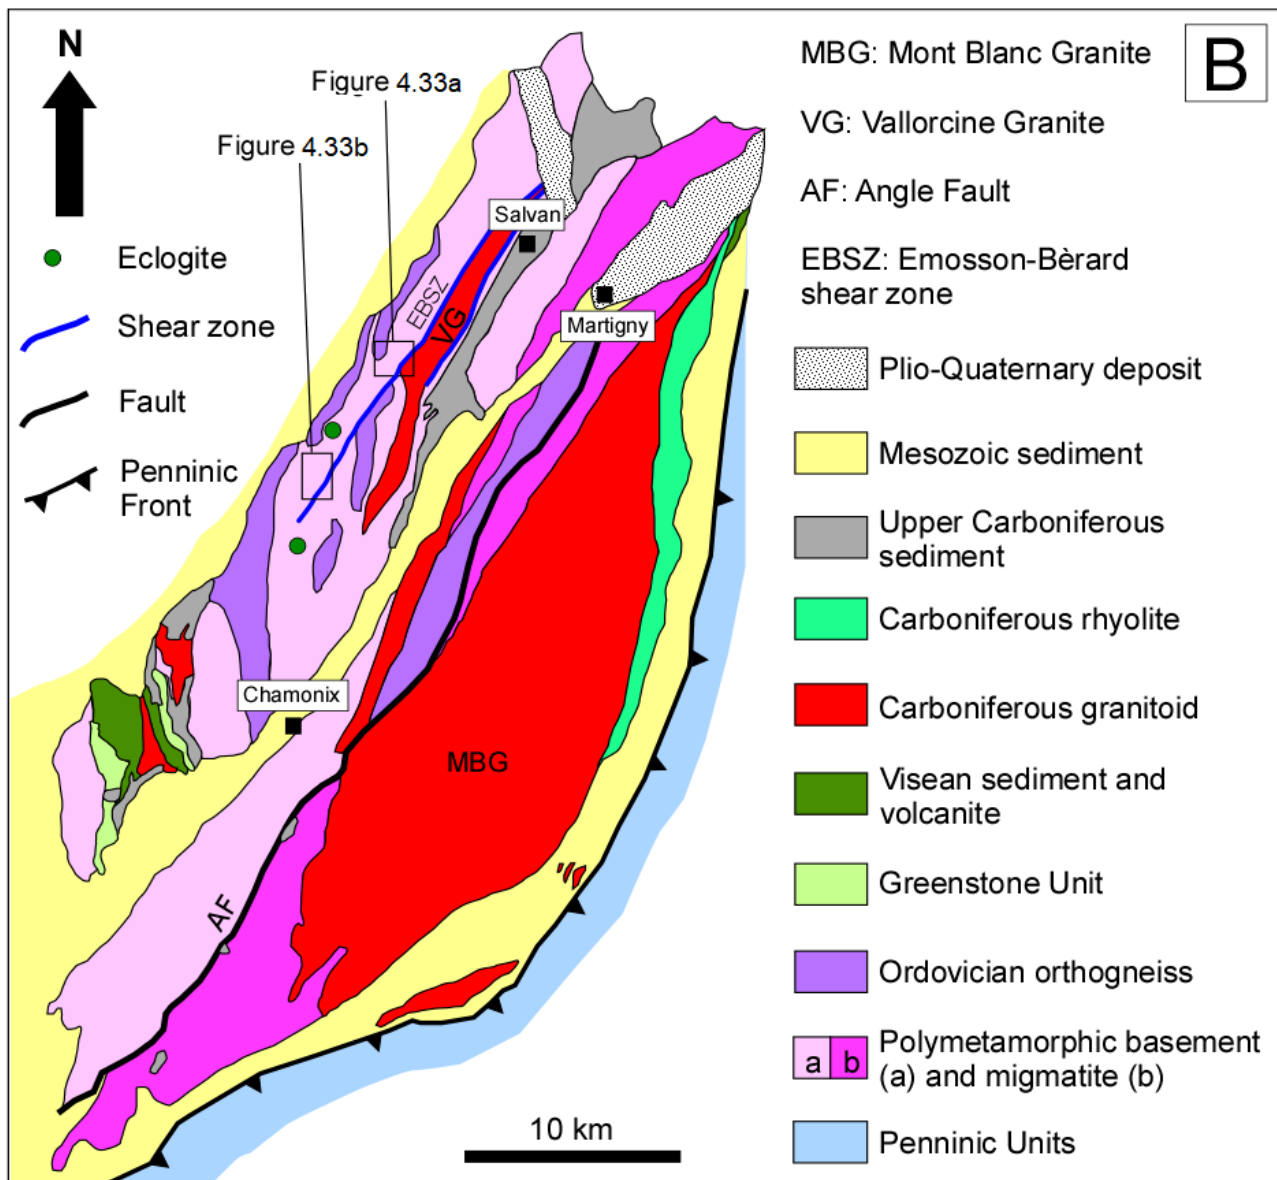 N
B
Figure 4.33a
Figure 4.33b
Eclogite
Shear zone
Fault
Penninic
Front
Salvan
Martigny
Chamonix
EBSZ
VG
MBG
AF
10 km
MBG: Mont Blanc Granite
VG: Vallorcine Granite
AF: Angle Fault
EBSZ: Emosson-Bèrard
shear zone
Plio-Quaternary deposit
Mesozoic sediment
Upper Carboniferous
sediment
Carboniferous rhyolite
Carboniferous granitoid
Visean sediment and
volcanite
Greenstone Unit
Ordovician orthogneiss
a b
Polymetamorphic basement
(a) and migmatite (b)
Penninic Units